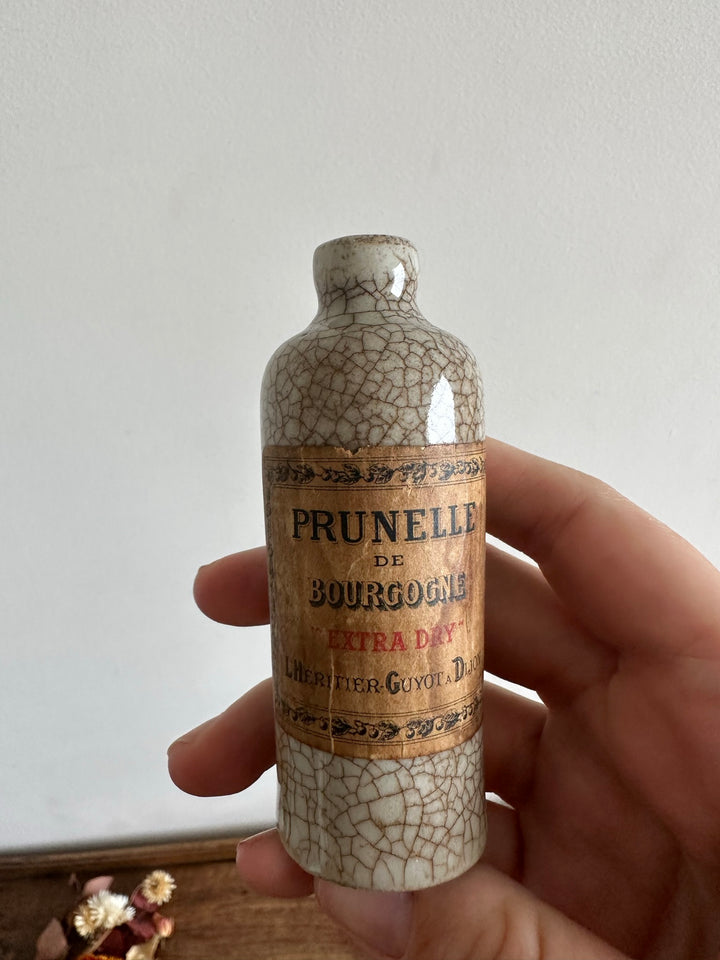 PRUNELLE
DE
BOURGOGNE
"EXTRA DRY"
L'HÉRITIER-GUYOT À DIJON